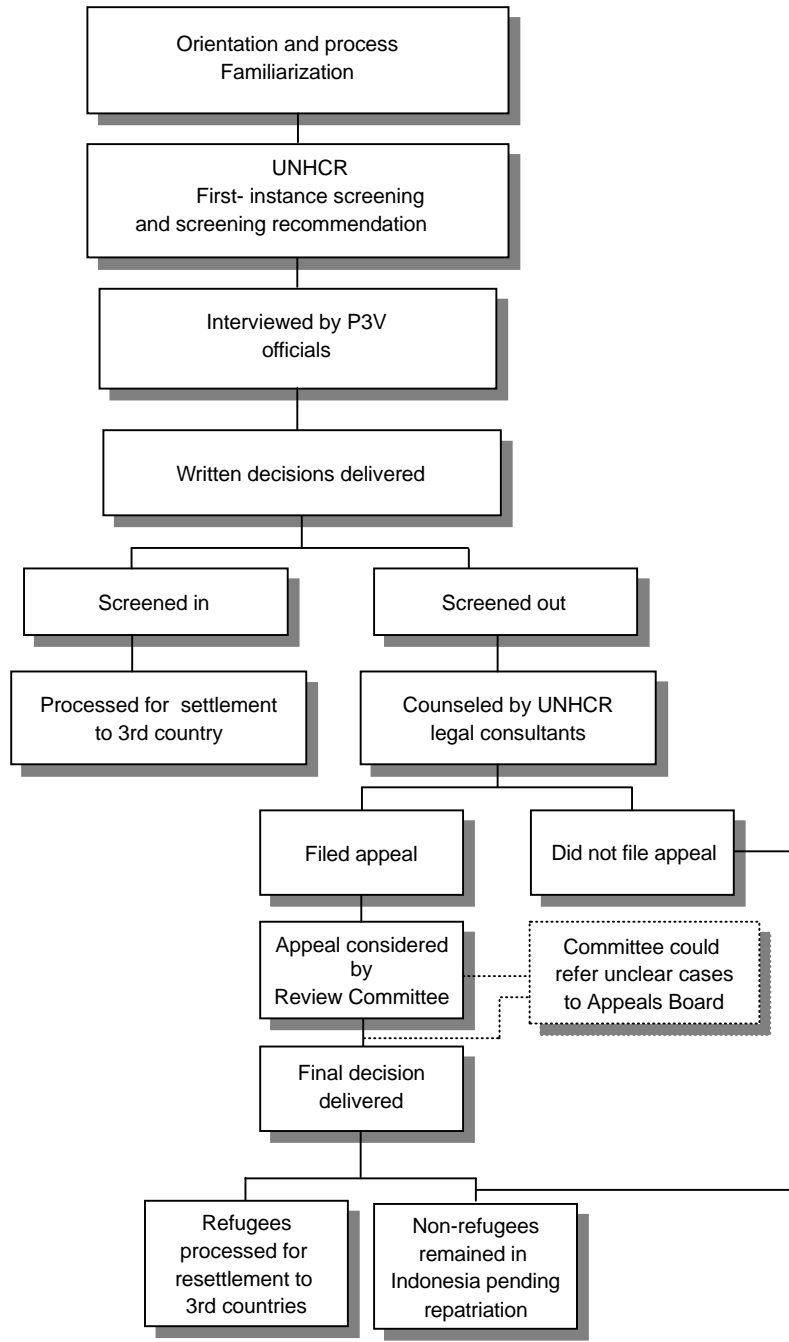 Orientation and process
Familiarization
UNHCR
First- instance screening
and screening recommendation
Interviewed by P3V
officials
Written decisions delivered
Screened in
Screened out
Processed for settlement
to 3rd country
Counseled by UNHCR
legal consultants
Filed appeal
Did not file appeal
Appeal considered
by
Review Committee
Committee could
refer unclear cases
to Appeals Board
Final decision
delivered
Refugees
processed for
resettlement to
3rd countries
Non-refugees
remained in
Indonesia pending
repatriation